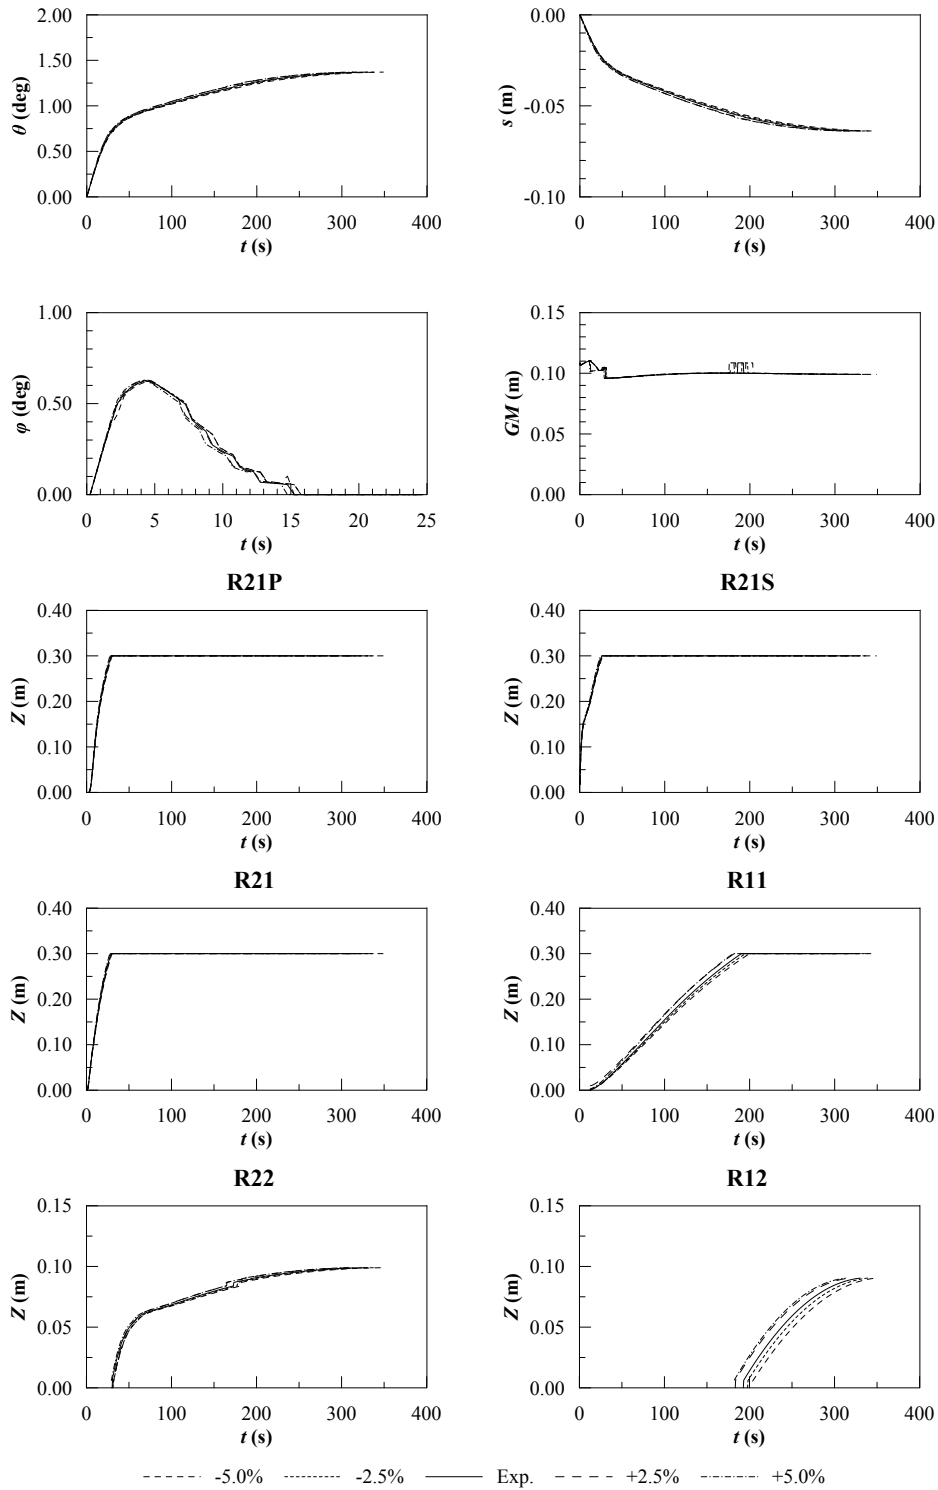 2.00
1.50
1.00
0.50
0.00
θ (deg)
0 100 200 300 400
t (s)
0.00
-0.05
-0.10
s (m)
0 100 200 300 400
t (s)
1.00
0.50
0.00
φ (deg)
0 5 10 15 20 25
t (s)
0.15
0.10
0.05
0.00
GM (m)
0 100 200 300 400
t (s)
R21P
0.40
0.30
0.20
0.10
0.00
Z (m)
0 100 200 300 400
t (s)
R21S
0.40
0.30
0.20
0.10
0.00
Z (m)
0 100 200 300 400
t (s)
R21
0.40
0.30
0.20
0.10
0.00
Z (m)
0 100 200 300 400
t (s)
R11
0.40
0.30
0.20
0.10
0.00
Z (m)
0 100 200 300 400
t (s)
R22
0.15
0.10
0.05
0.00
Z (m)
0 100 200 300 400
t (s)
R12
0.15
0.10
0.05
0.00
Z (m)
0 100 200 300 400
t (s)
-5.0% -2.5% Exp. +2.5% +5.0%